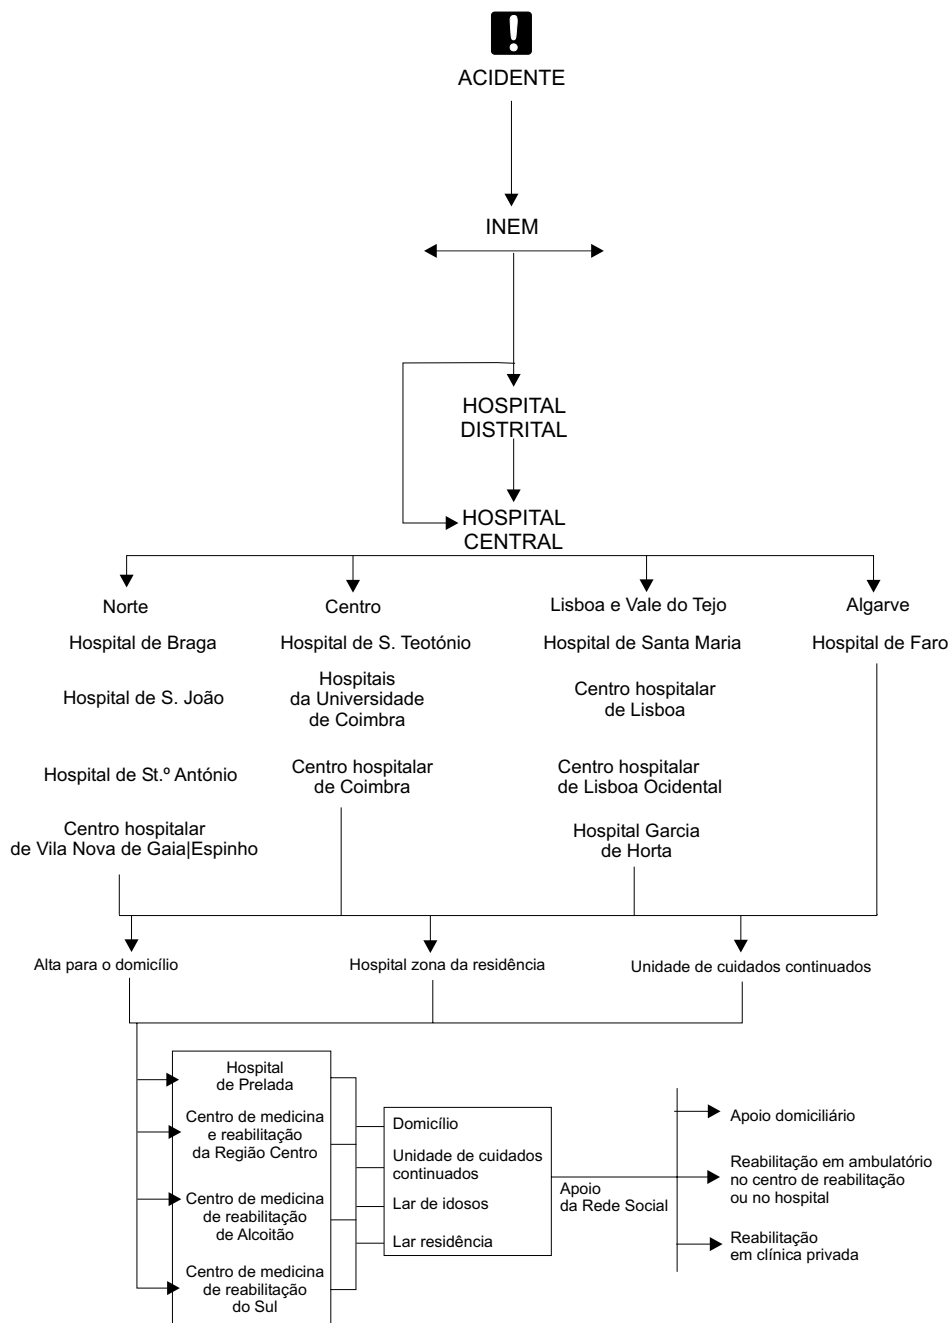 !
ACIDENTE
INEM
HOSPITAL
DISTRITAL
HOSPITAL
CENTRAL
Norte
Hospital de Braga
Hospital de S. João
Hospital de St.º António
Centro hospitalar
de Vila Nova de Gaia|Espinho
Centro
Hospital de S. Teotónio
Hospitais
da Universidade
de Coimbra
Centro hospitalar
de Coimbra
Lisboa e Vale do Tejo
Hospital de Santa Maria
Centro hospitalar
de Lisboa
Centro hospitalar
de Lisboa Ocidental
Hospital Garcia
de Horta
Algarve
Hospital de Faro
Alta para o domicílio
Hospital zona da residência
Unidade de cuidados continuados
Hospital
de Prelada
Centro de medicina
e reabilitação
da Região Centro
Centro de medicina
de reabilitação
de Alcoitão
Centro de medicina
de reabilitação
do Sul
Domicílio
Unidade de cuidados
continuados
Lar de idosos
Lar residência
Apoio
da Rede Social
Apoio domiciliário
Reabilitação em ambulatório
no centro de reabilitação
ou no hospital
Reabilitação
em clínica privada